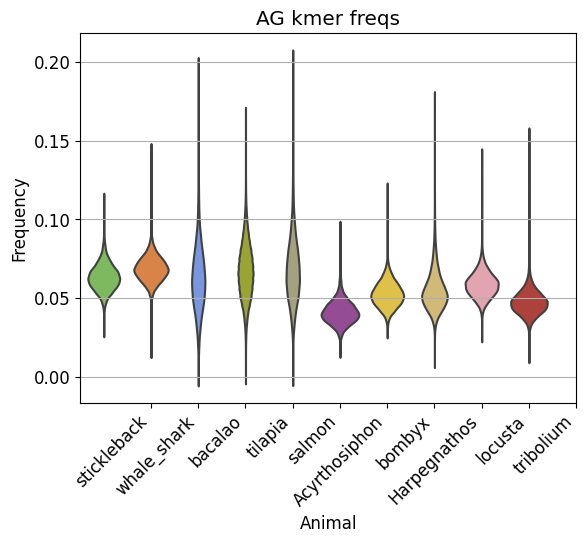 AG kmer freqs
Frequency
0.20
0.15
0.10
0.05
0.00
stickleback
whale_shark
bacalao
tilapia
salmon
Acyrthosiphon
bombyx
Harpegnathos
locusta
tribolium
Animal